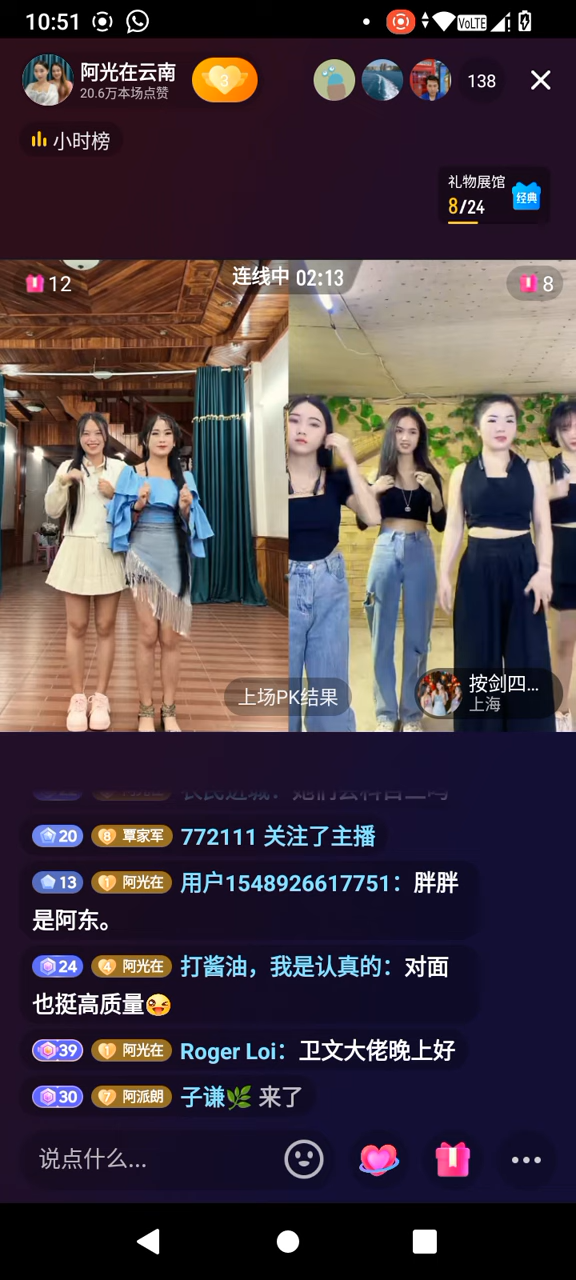 10:51
VoLTE
阿光在云南
20.6万本场点赞
3
138
小时榜
礼物展馆
8/24
经典
12
连线中 02:13
8
上场PK结果
按剑四...
上海
20 8 覃家军 772111 关注了主播
13 1 阿光在 用户1548926617751：胖胖
是阿东。
24 4 阿光在 打酱油，我是认真的：对面
也挺高质量
39 1 阿光在 Roger Loi：卫文大佬晚上好
30 7 阿派朗 子谦 来了
说点什么...